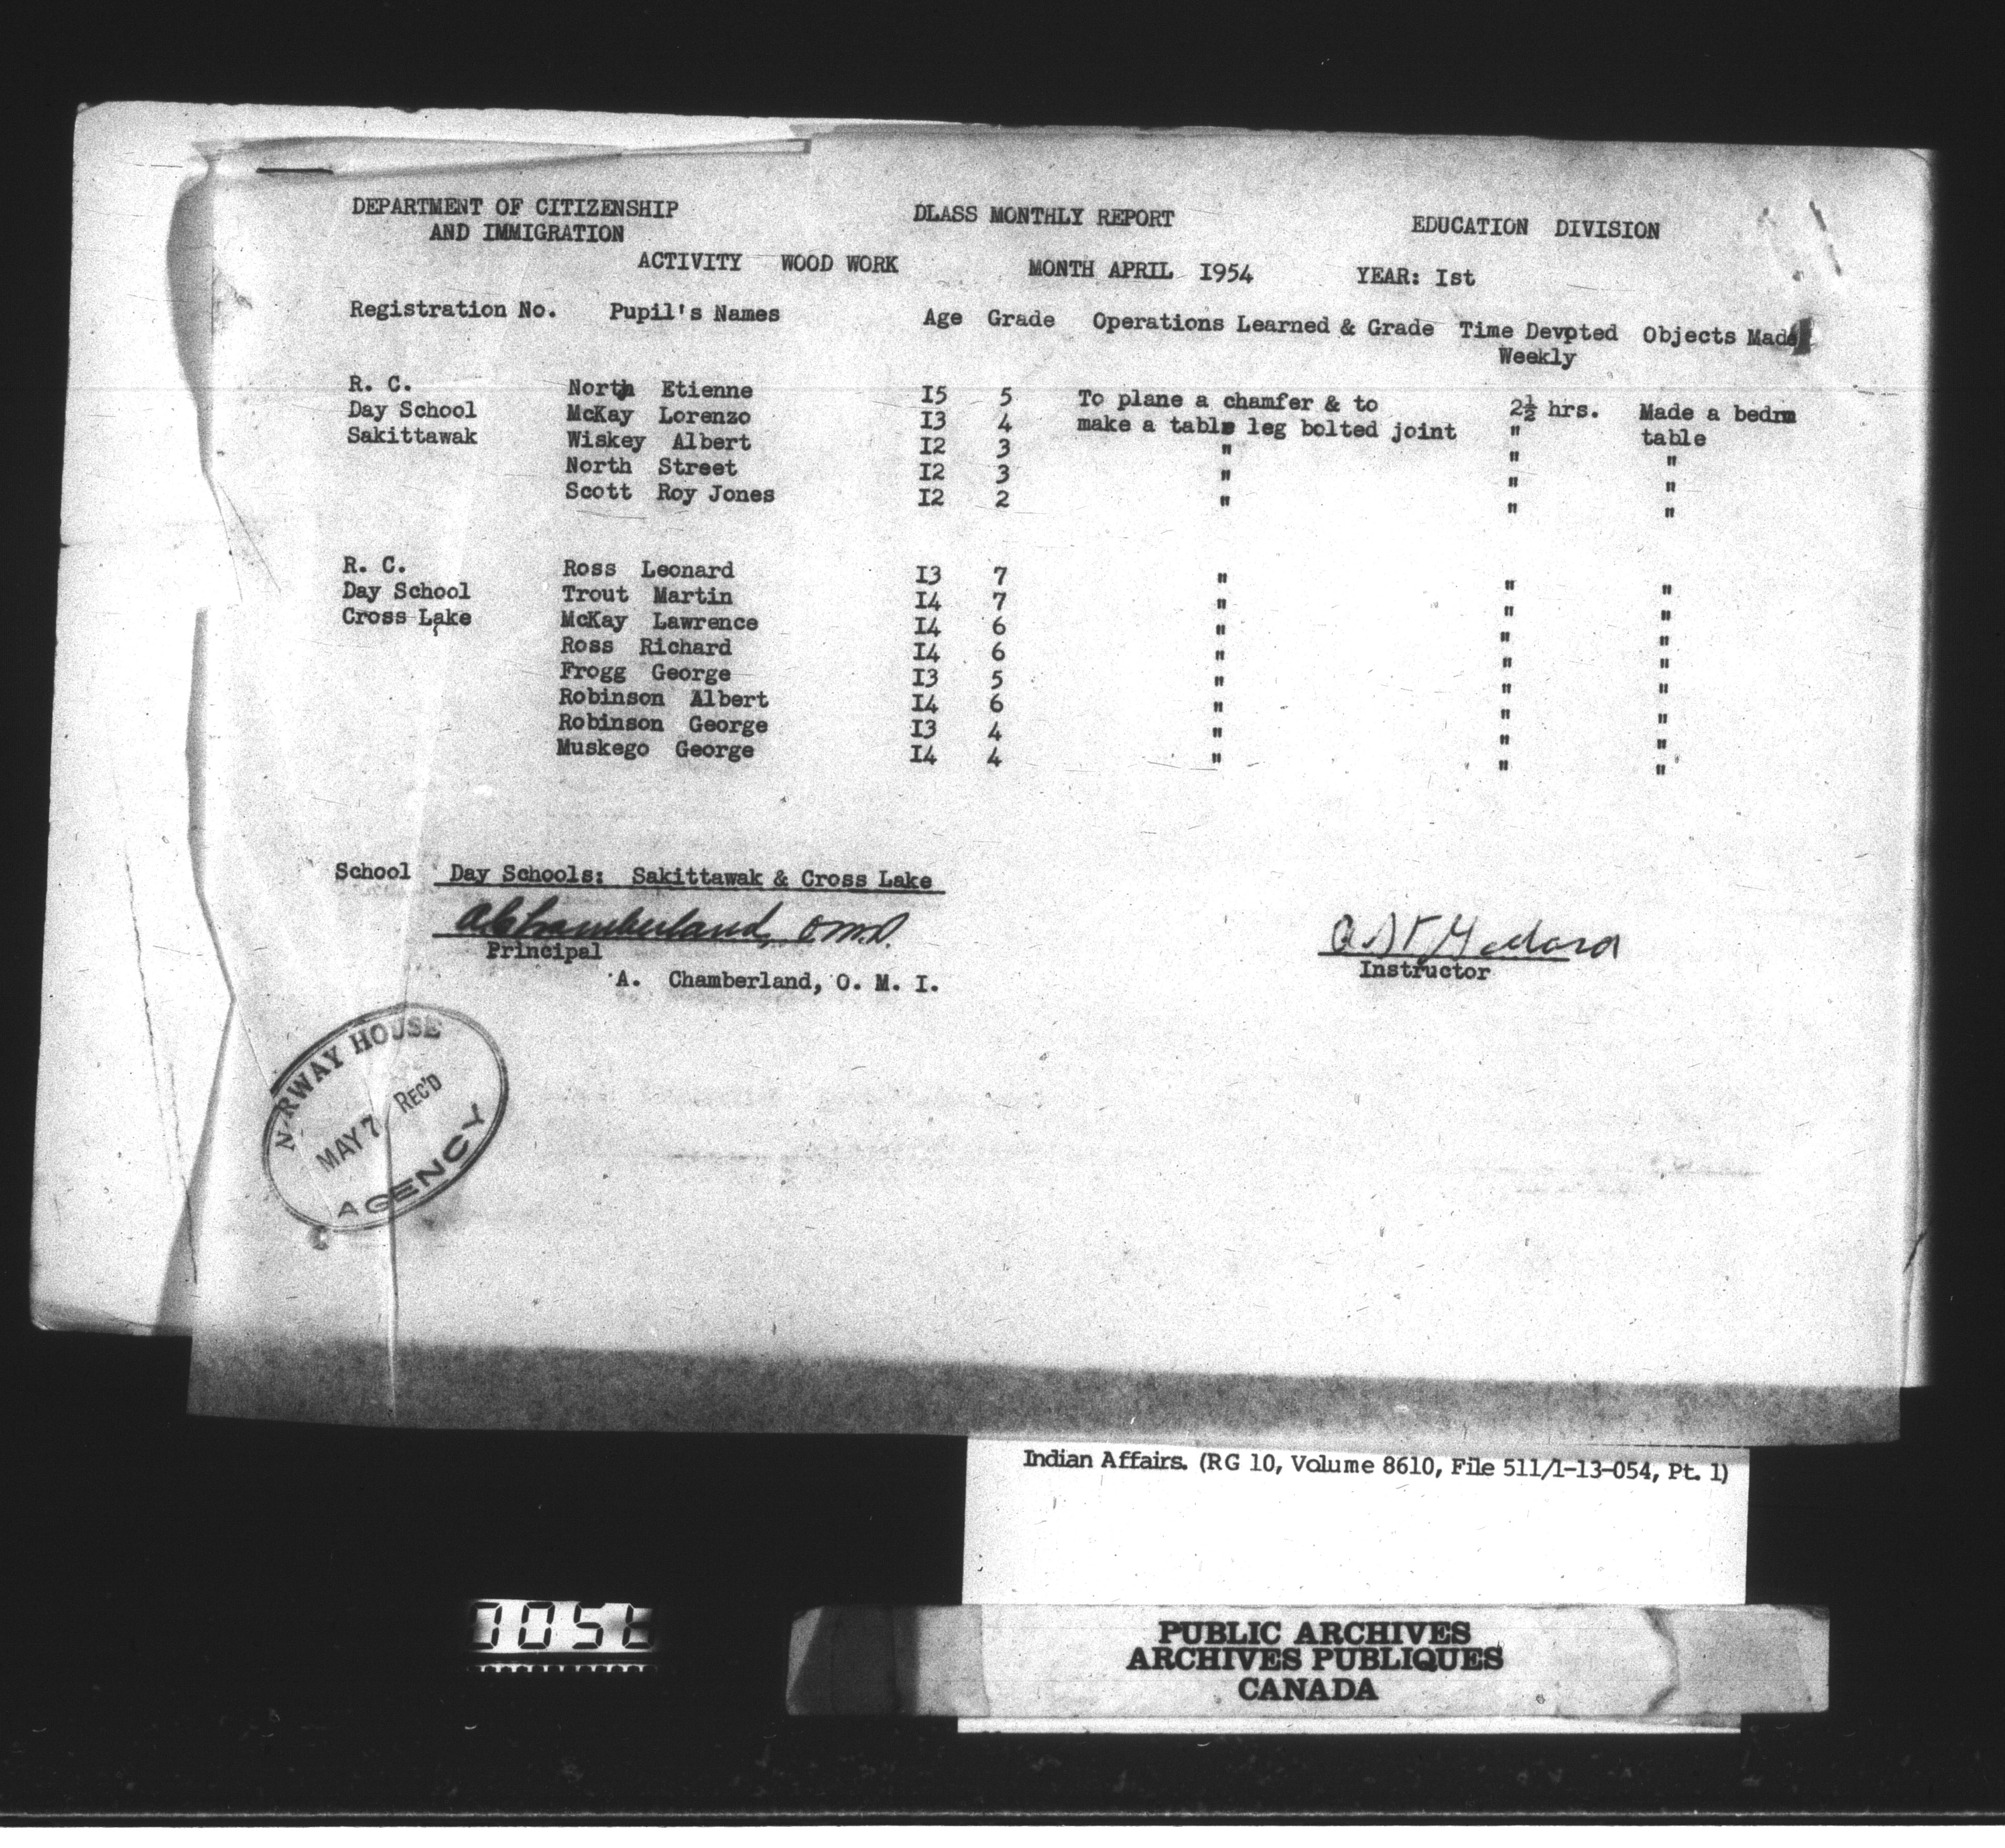 DEPARTMENT OF CITIZENSHIP DLASS MONTHLY REPORT EDUCATION DIVISION
AND IMMIGRATION
ACTIVITY WOOD WORK MONTH APRIL I954 YEAR: Ist
Registration No. Pupil's Names Age Grade Operations Learned & Grade Time Devoted Objects Made
Weekly
R. C. North Etienne I5 5 To plane a chamfer & to 2½ hrs. Made a bedrm
Day School McKay Lorenzo I3 4 make a table leg bolted joint " table
Sakittawak Wiskey Albert I2 3 " " "
North Street I2 3 " " "
Scott Roy Jones I2 2 " " "
R. C. Ross Leonard I3 7 " " "
Day School Trout Martin I4 7 " " "
Cross Lake McKay Lawrence I4 6 " " "
Ross Richard I4 6 " " "
Frogg George I3 5 " " "
Robinson Albert I4 6 " " "
Robinson George I3 4 " " "
Muskego George I4 4 " " "
School Day Schools: Sakittawak & Cross Lake
A Chamberland, O.M.I.
Principal Instructor
A. Chamberland, O. M. I.
NORWAY HOUSE
MAY 7 REC'D
AGENCY
Indian Affairs. (RG 10, Volume 8610, File 511/1-13-054, Pt. 1)
PUBLIC ARCHIVES
ARCHIVES PUBLIQUES
CANADA